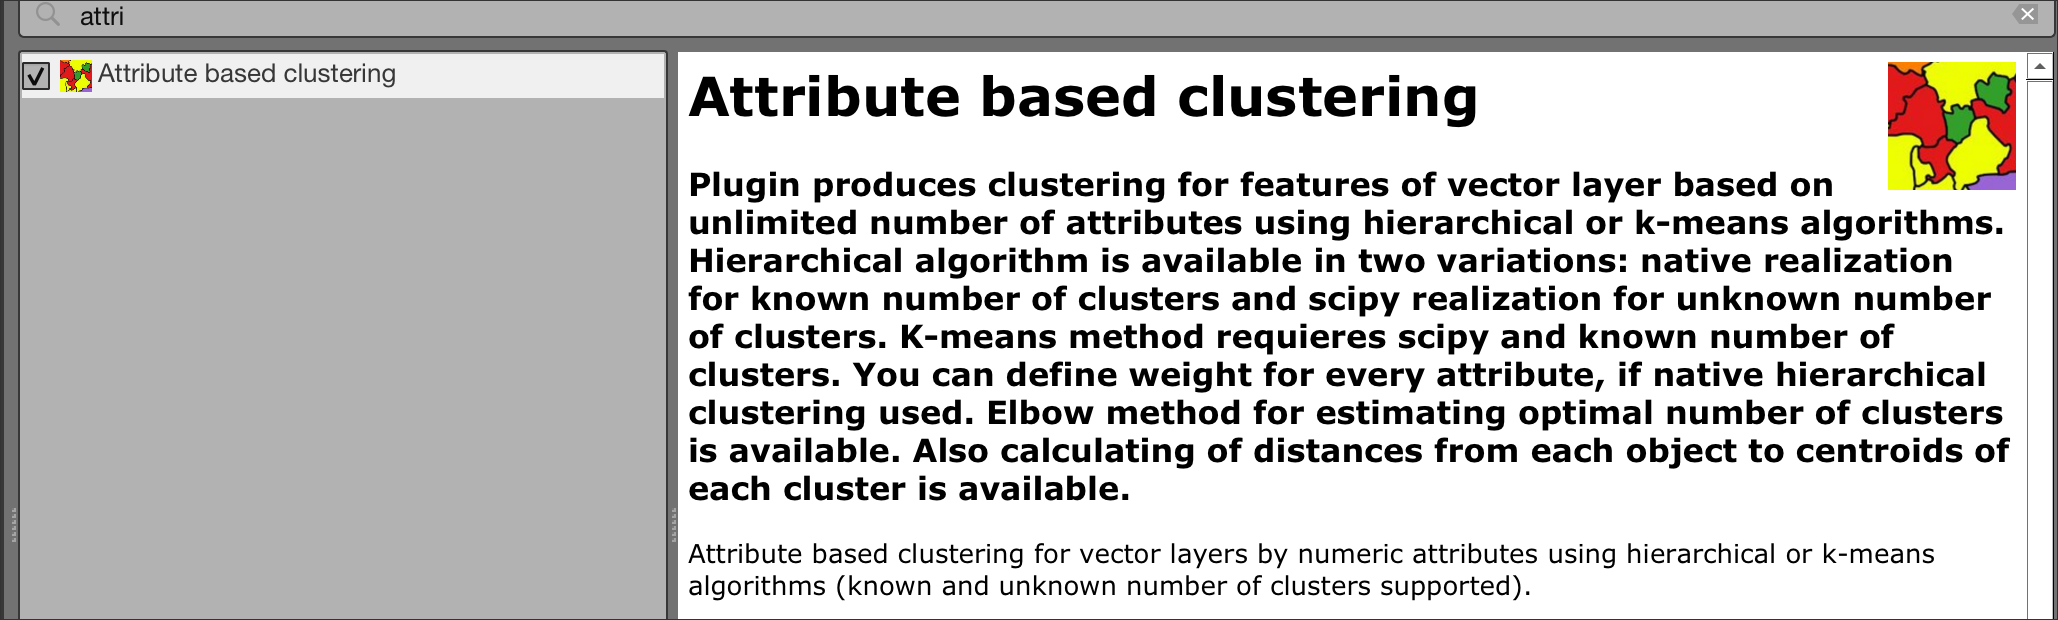 attri
Attribute based clustering
Attribute based clustering
Plugin produces clustering for features of vector layer based on
unlimited number of attributes using hierarchical or k-means algorithms.
Hierarchical algorithm is available in two variations: native realization
for known number of clusters and scipy realization for unknown number
of clusters. K-means method requieres scipy and known number of
clusters. You can define weight for every attribute, if native hierarchical
clustering used. Elbow method for estimating optimal number of clusters
is available. Also calculating of distances from each object to centroids of
each cluster is available.
Attribute based clustering for vector layers by numeric attributes using hierarchical or k-means
algorithms (known and unknown number of clusters supported).